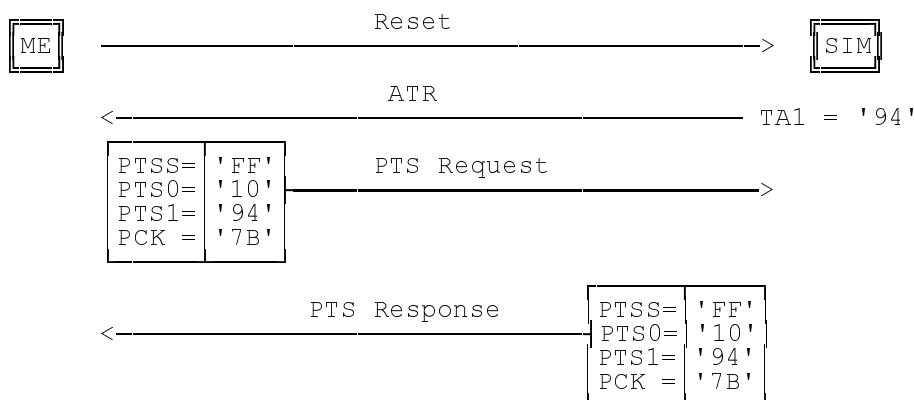 Reset
ME
SIM
ATR
TA1 = '94'
PTSS= 'FF'
PTS0= '10'
PTS1= '94'
PCK = '7B'
PTS Request
PTS Response
PTSS= 'FF'
PTS0= '10'
PTS1= '94'
PCK = '7B'